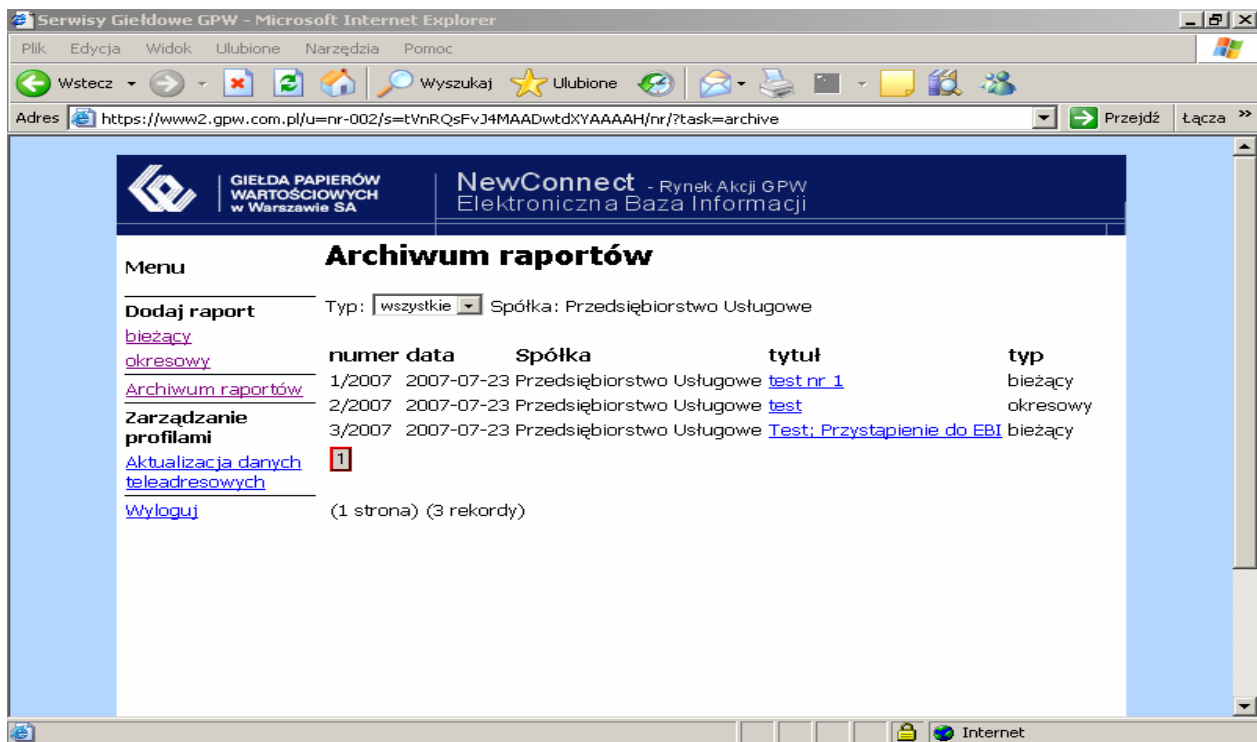 Serwisy Giełdowe GPW - Microsoft Internet Explorer
Plik Edycja Widok Ulubione Narzędzia Pomoc
Wstecz Wyszukaj Ulubione
Adres https://www2.gpw.com.pl/u=nr-002/s=tVnRQsFvJ4MAADwtdXYAAAAH/nr/?task=archive Przejdź Łącza »
GIEŁDA PAPIERÓW
WARTOŚCIOWYCH
w Warszawie SA
NewConnect - Rynek Akcji GPW
Elektroniczna Baza Informacji
Menu
Dodaj raport
bieżący
okresowy
Archiwum raportów
Zarządzanie
profilami
Aktualizacja danych
teleadresowych
Wyloguj
Archiwum raportów
Typ: wszystkie Spółka: Przedsiębiorstwo Usługowe
numer data Spółka tytuł typ
1/2007 2007-07-23 Przedsiębiorstwo Usługowe test nr 1 bieżący
2/2007 2007-07-23 Przedsiębiorstwo Usługowe test okresowy
3/2007 2007-07-23 Przedsiębiorstwo Usługowe Test; Przystąpienie do EBI bieżący
1
(1 strona) (3 rekordy)
Internet